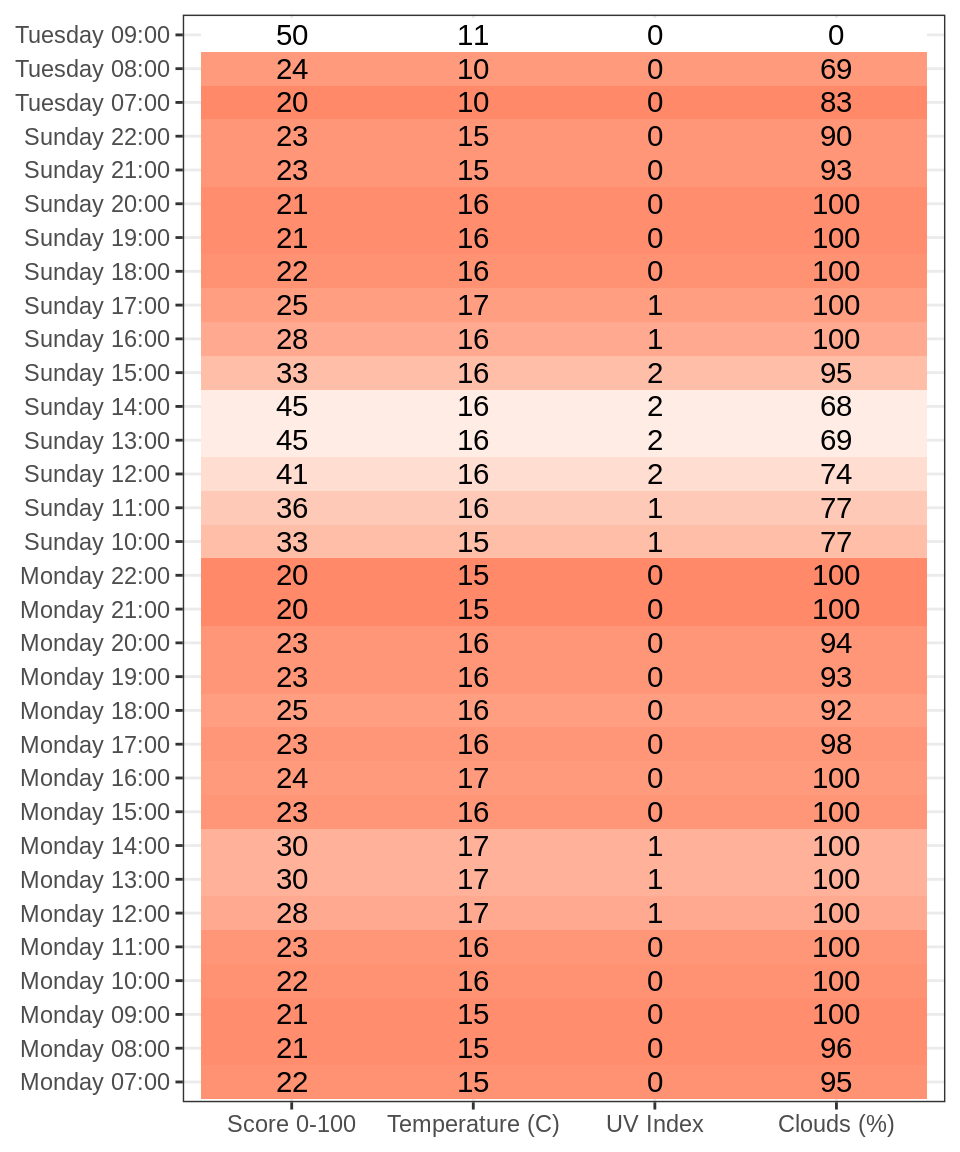 Tuesday 09:00 50 11 0 0
Tuesday 08:00 24 10 0 69
Tuesday 07:00 20 10 0 83
Sunday 22:00 23 15 0 90
Sunday 21:00 23 15 0 93
Sunday 20:00 21 16 0 100
Sunday 19:00 21 16 0 100
Sunday 18:00 22 16 0 100
Sunday 17:00 25 17 1 100
Sunday 16:00 28 16 1 100
Sunday 15:00 33 16 2 95
Sunday 14:00 45 16 2 68
Sunday 13:00 45 16 2 69
Sunday 12:00 41 16 2 74
Sunday 11:00 36 16 1 77
Sunday 10:00 33 15 1 77
Monday 22:00 20 15 0 100
Monday 21:00 20 15 0 100
Monday 20:00 23 16 0 94
Monday 19:00 23 16 0 93
Monday 18:00 25 16 0 92
Monday 17:00 23 16 0 98
Monday 16:00 24 17 0 100
Monday 15:00 23 16 0 100
Monday 14:00 30 17 1 100
Monday 13:00 30 17 1 100
Monday 12:00 28 17 1 100
Monday 11:00 23 16 0 100
Monday 10:00 22 16 0 100
Monday 09:00 21 15 0 100
Monday 08:00 21 15 0 96
Monday 07:00 22 15 0 95
Score 0-100 Temperature (C) UV Index Clouds (%)